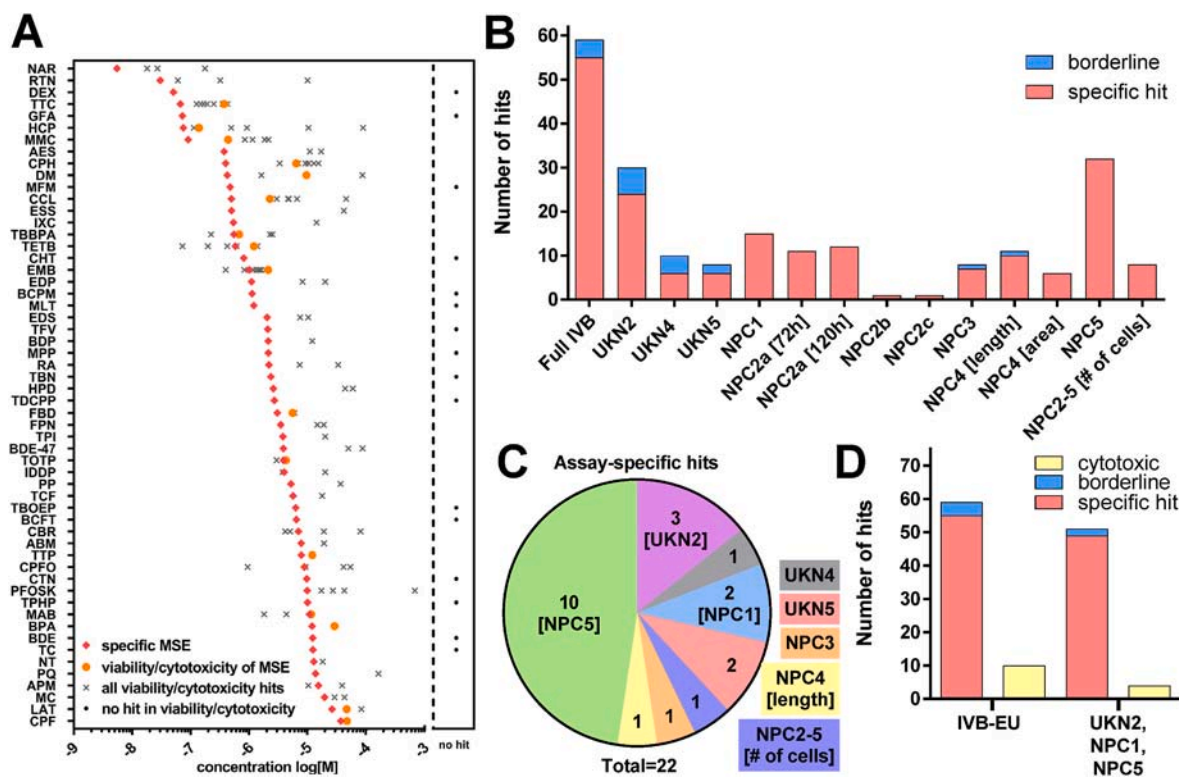 A
NAR
RTN
DEX
TTC
GFA
HCP
MMC
AES
CPH
DM
MFM
CCL
ESS
IXC
TBBPA
TETB
CHT
EMB
EDP
BCPM
MLT
EDS
TFV
BDP
MPP
RA
TBN
HPD
TDCPP
FBD
FPN
TPI
BDE-47
TOTP
IDDP
PP
TCF
TBOEP
BCFT
CBR
ABM
TTP
CPFO
CTN
PFOSK
TPHP
MAB
BPA
BDE
TC
NT
PQ
APM
MC
LAT
CPF
specific MSE
viability/cytotoxicity of MSE
all viability/cytotoxicity hits
no hit in viability/cytotoxicity
-9 -8 -7 -6 -5 -4 -3 no hit
concentration log[M]
B
Number of hits
60
50
40
30
20
10
0
borderline
specific hit
Full IVB
UKN2
UKN4
UKN5
NPC1
NPC2a [72h]
NPC2a [120h]
NPC2b
NPC2c
NPC3
NPC4 [length]
NPC4 [area]
NPC5
NPC2-5 [# of cells]
C
Assay-specific hits
3
[UKN2]
1
2
[NPC1]
2
1
1
1
10
[NPC5]
Total=22
UKN4
UKN5
NPC3
NPC4
[length]
NPC2-5
[# of cells]
D
Number of hits
70
60
50
40
30
20
10
0
cytotoxic
borderline
specific hit
IVB-EU
UKN2,
NPC1,
NPC5